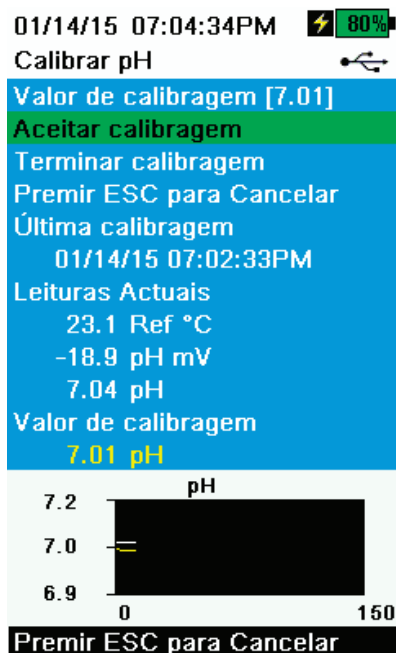 01/14/15 07:04:34PM 80%
Calibrar pH
Valor de calibragem [7.01]
Aceitar calibragem
Terminar calibragem
Premir ESC para Cancelar
Última calibragem
01/14/15 07:02:33PM
Leituras Actuais
23.1 Ref °C
-18.9 pH mV
7.04 pH
Valor de calibragem
7.01 pH
pH
7.2
7.0
6.9
0 150
Premir ESC para Cancelar